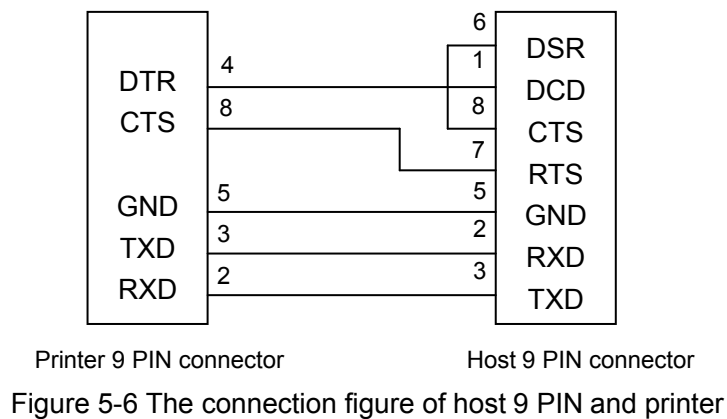 6
DSR
4
1
DTR
DCD
8
8
CTS
CTS
7
RTS
5
5
GND
GND
3
2
TXD
RXD
2
3
RXD
TXD
Printer 9 PIN connector
Host 9 PIN connector
Figure 5-6 The connection figure of host 9 PIN and printer